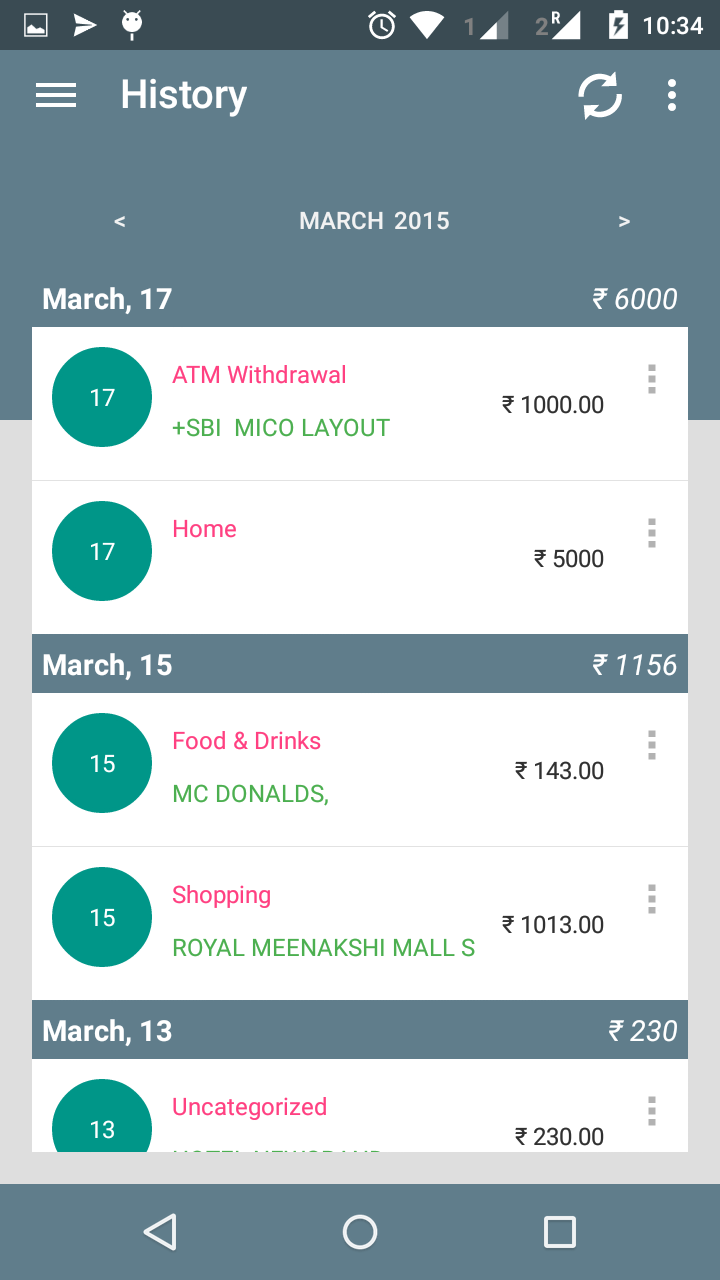 1 2 R 10:34
History
< MARCH 2015 >
March, 17 ₹ 6000
17 ATM Withdrawal ₹ 1000.00
+SBI MICO LAYOUT
17 Home ₹ 5000
March, 15 ₹ 1156
15 Food & Drinks ₹ 143.00
MC DONALDS,
15 Shopping ₹ 1013.00
ROYAL MEENAKSHI MALL S
March, 13 ₹ 230
13 Uncategorized ₹ 230.00